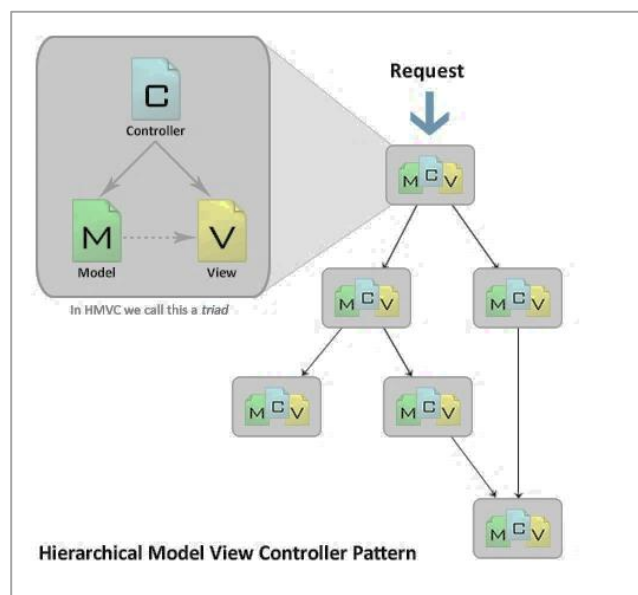 C
Controller
M
V
Model
View
In HMVC we call this a triad
Request
M C V
M C V
M C V
M C V
M C V
M C V
Hierarchical Model View Controller Pattern